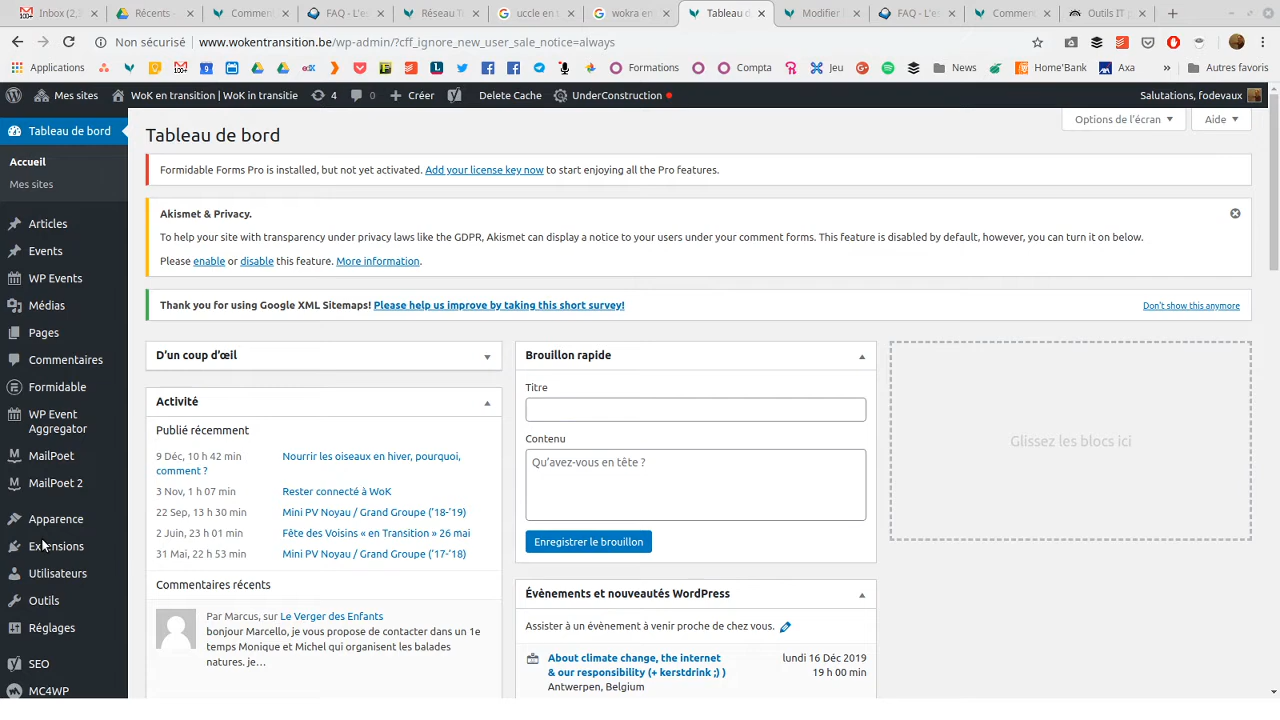 Inbox (2,
Récents -
Comment
FAQ - L'es
Réseau Ti
uccle en t
wokra en
Tableau d
Modifier l
FAQ - L'es
Commen
Outils IT p
Non sécurisé www.wokentransition.be/wp-admin/?cff_ignore_new_user_sale_notice=always
Applications Formations Compta Jeu News Home'Bank Axa » Autres favoris
Mes sites WoK en transition | WoK in transitie 4 0 Créer Delete Cache UnderConstruction Salutations, fodevaux
Tableau de bord
Accueil
Mes sites
Articles
Events
WP Events
Médias
Pages
Commentaires
Formidable
WP Event
Aggregator
MailPoet
MailPoet 2
Apparence
Extensions
Utilisateurs
Outils
Réglages
SEO
MC4WP
Options de l'écran Aide
Tableau de bord
Formidable Forms Pro is installed, but not yet activated. Add your license key now to start enjoying all the Pro features.
Akismet & Privacy.
To help your site with transparency under privacy laws like the GDPR, Akismet can display a notice to your users under your comment forms. This feature is disabled by default, however, you can turn it on below.
Please enable or disable this feature. More information.
Thank you for using Google XML Sitemaps! Please help us improve by taking this short survey! Don't show this anymore
D'un coup d'œil
Activité
Publié récemment
9 Déc, 10 h 42 min Nourrir les oiseaux en hiver, pourquoi,
comment ?
3 Nov, 1 h 07 min Rester connecté à WoK
22 Sep, 13 h 30 min Mini PV Noyau / Grand Groupe ('18-'19)
2 Juin, 23 h 01 min Fête des Voisins « en Transition » 26 mai
31 Mai, 22 h 53 min Mini PV Noyau / Grand Groupe ('17-'18)
Commentaires récents
Par Marcus, sur Le Verger des Enfants
bonjour Marcello, je vous propose de contacter dans un 1e
temps Monique et Michel qui organisent les balades
natures. je…
Brouillon rapide
Titre
Contenu
Qu'avez-vous en tête ?
Enregistrer le brouillon
Évènements et nouveautés WordPress
Assister à un évènement à venir proche de chez vous.
About climate change, the internet lundi 16 Déc 2019
& our responsibility (+ kerstdrink ;) ) 19 h 00 min
Antwerpen, Belgium
Glissez les blocs ici